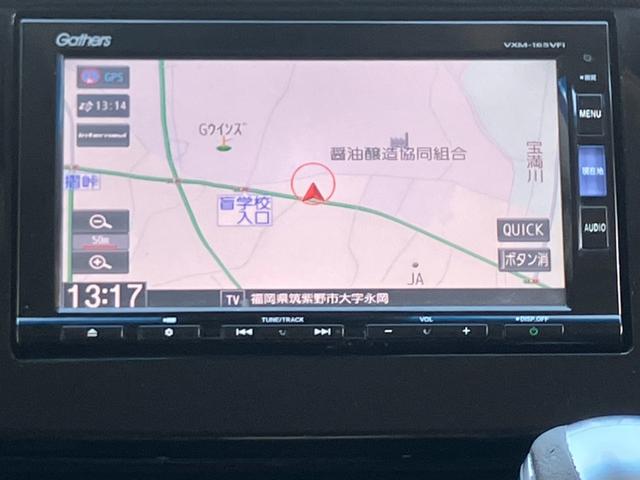 Gathers
VXM-165VFi
GPS
13:14
internavi
Gウインズ
醤油醸造協同組合
宝満川
摺峠
盲学校
入口
50m
QUICK
ボタン消
JA
13:17
TV
福岡県筑紫野市大字永岡
MENU
現在地
AUDIO
TUNE/TRACK
VOL
DISP.OFF